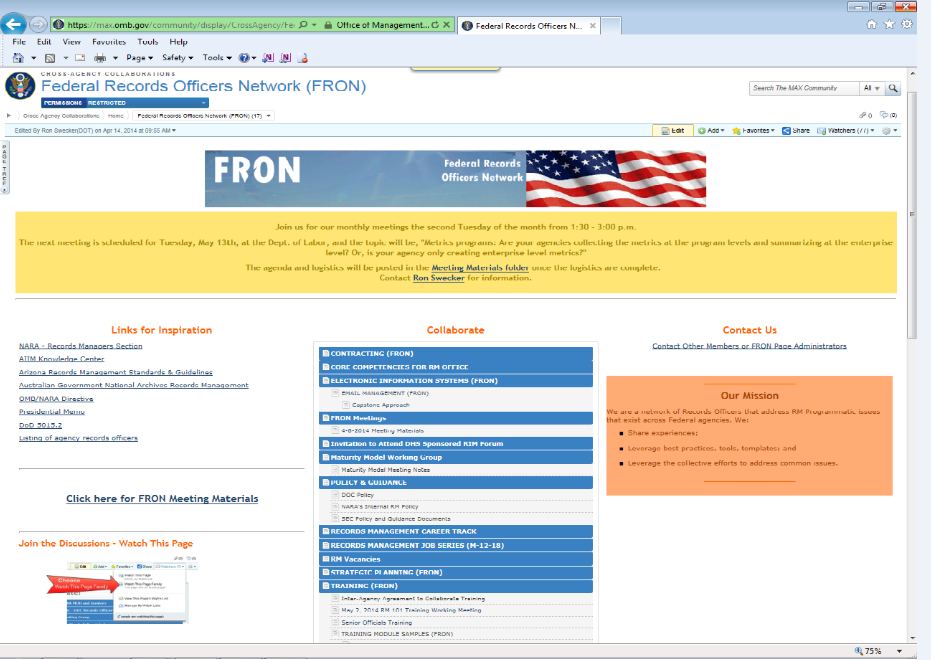 https://max.omb.gov/community/display/CrossAgency/Fe
Office of Management...
Federal Records Officers N...
File Edit View Favorites Tools Help
Page Safety Tools
CROSS-AGENCY COLLABORATIONS
Federal Records Officers Network (FRON)
PERMISSIONS RESTRICTED
Search The MAX Community All
Cross Agency Collaborations Home Federal Records Officers Network (FRON) (17)
Edited By Ron Swecker(DOT) on Apr 14, 2014 at 09:55 AM
Edit Add Favorites Share Watchers (77)
PAGE TREE
FRON
Federal Records
Officers Network
Join us for our monthly meetings the second Tuesday of the month from 1:30 - 3:00 p.m.
The next meeting is scheduled for Tuesday, May 13th, at the Dept. of Labor, and the topic will be, "Metrics programs: Are your agencies collecting the metrics at the program levels and summarizing at the enterprise
level? Or, is your agency only creating enterprise level metrics?"
The agenda and logistics will be posted in the Meeting Materials folder once the logistics are complete.
Contact Ron Swecker for information.
Links for Inspiration
NARA - Records Managers Section
AIIM Knowledge Center
Arizona Records Management Standards & Guidelines
Australian Government National Archives Records Management
OMB/NARA Directive
Presidential Memo
DoD 5015.2
Listing of agency records officers
Click here for FRON Meeting Materials
Join the Discussions - Watch This Page
Choose
Watch This Page Family
Collaborate
CONTRACTING (FRON)
CORE COMPETENCIES FOR RM OFFICE
ELECTRONIC INFORMATION SYSTEMS (FRON)
EMAIL MANAGEMENT (FRON)
Capstone Approach
FRON Meetings
4-8-2014 Meeting Materials
Invitation to Attend DHS Sponsored RIM Forum
Maturity Model Working Group
Maturity Model Meeting Notes
POLICY & GUIDANCE
DOC Policy
NARA's Internal RM Policy
SEC Policy and Guidance Documents
RECORDS MANAGEMENT CAREER TRACK
RECORDS MANAGEMENT JOB SERIES (M-12-18)
RM Vacancies
STRATEGIC PLANNING (FRON)
TRAINING (FRON)
Inter-Agency Agreement to Collaborate Training
May 2, 2014 RM 101 Training Working Meeting
Senior Officials Training
TRAINING MODULE SAMPLES (FRON)
Contact Us
Contact Other Members or FRON Page Administrators
Our Mission
We are a network of Records Officers that address RM Programmatic issues
that exist across Federal agencies. We:
Share experiences;
Leverage best practices, tools, templates; and
Leverage the collective efforts to address common issues.
75%